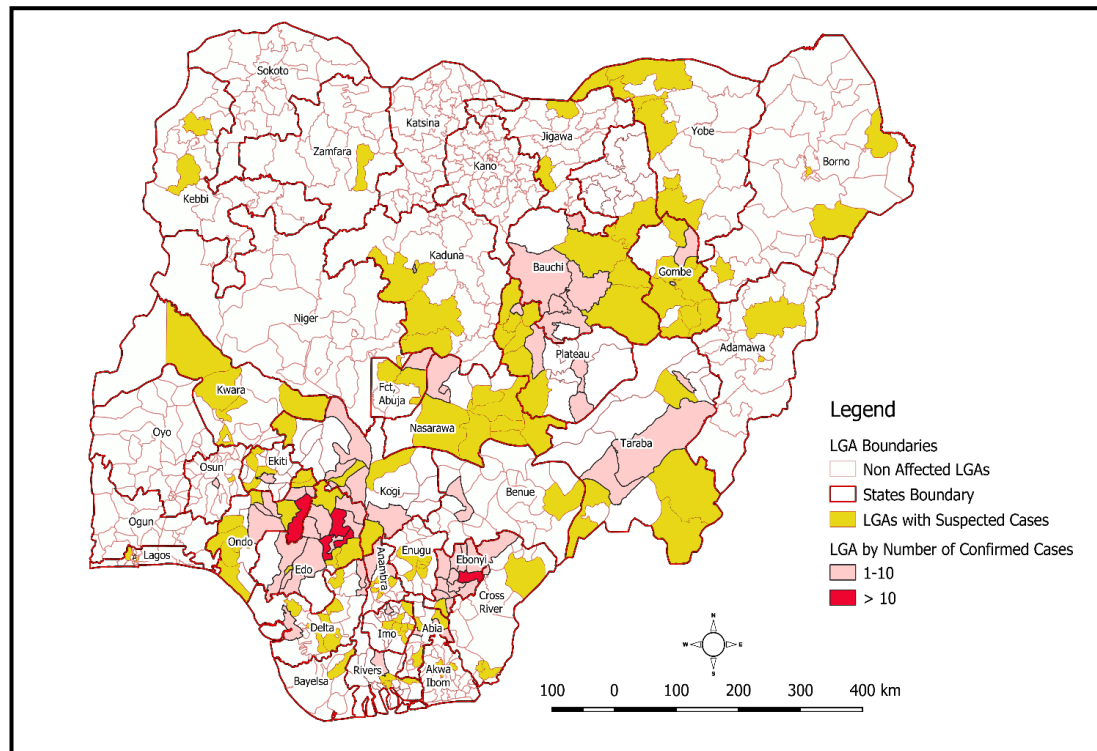 Sokoto
Katsina
Jigawa
Yobe
Zamfara
Kano
Borno
Kebbi
Kaduna
Bauchi
Gombe
Niger
Plateau
Adamawa
Fct,
Abuja
Kwara
Nasarawa
Oyo
Taraba
Osun
Ekiti
Kogi
Benue
Ogun
Ondo
Lagos
Enugu
Ebonyi
Edo
Anambra
Cross
River
Delta
Imo
Abia
Rivers
Akwa
Ibom
Bayelsa
Legend
LGA Boundaries
Non Affected LGAs
States Boundary
LGAs with Suspected Cases
LGA by Number of Confirmed Cases
1-10
> 10
N
W
E
S
100 0 100 200 300 400 km